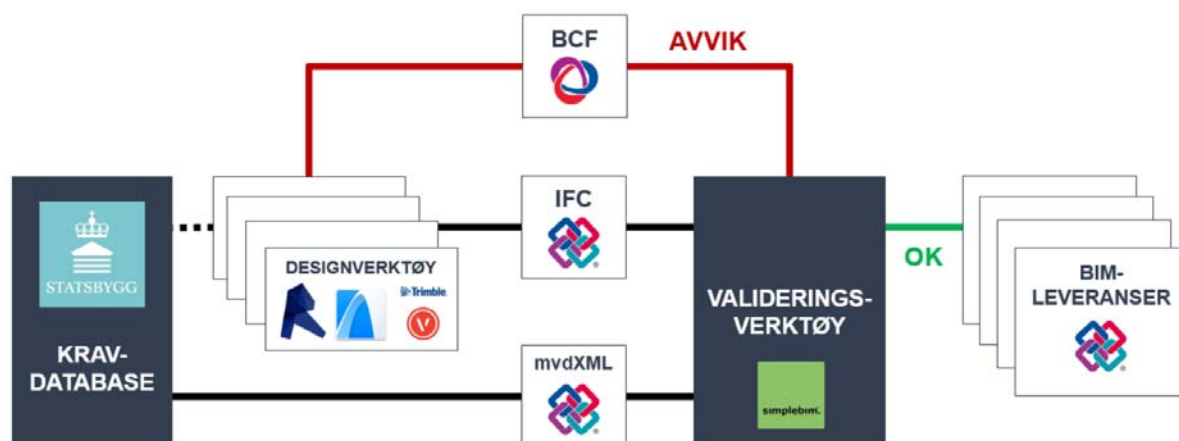 BCF
AVVIK
STATSBYGG
KRAV-
DATABASE
DESIGNVERKTØY
Trimble
IFC
mvdXML
VALIDERINGS-
VERKTØY
simplebim
OK
BIM-
LEVERANSER